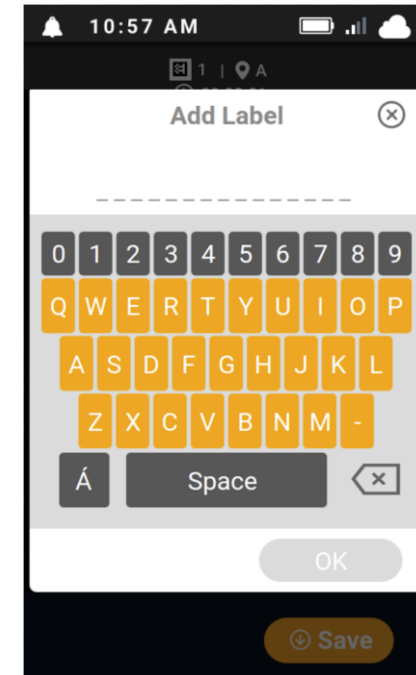 10:57 AM
1 | A
Add Label
0 1 2 3 4 5 6 7 8 9
Q W E R T Y U I O P
A S D F G H J K L
Z X C V B N M -
Á Space
OK
Save